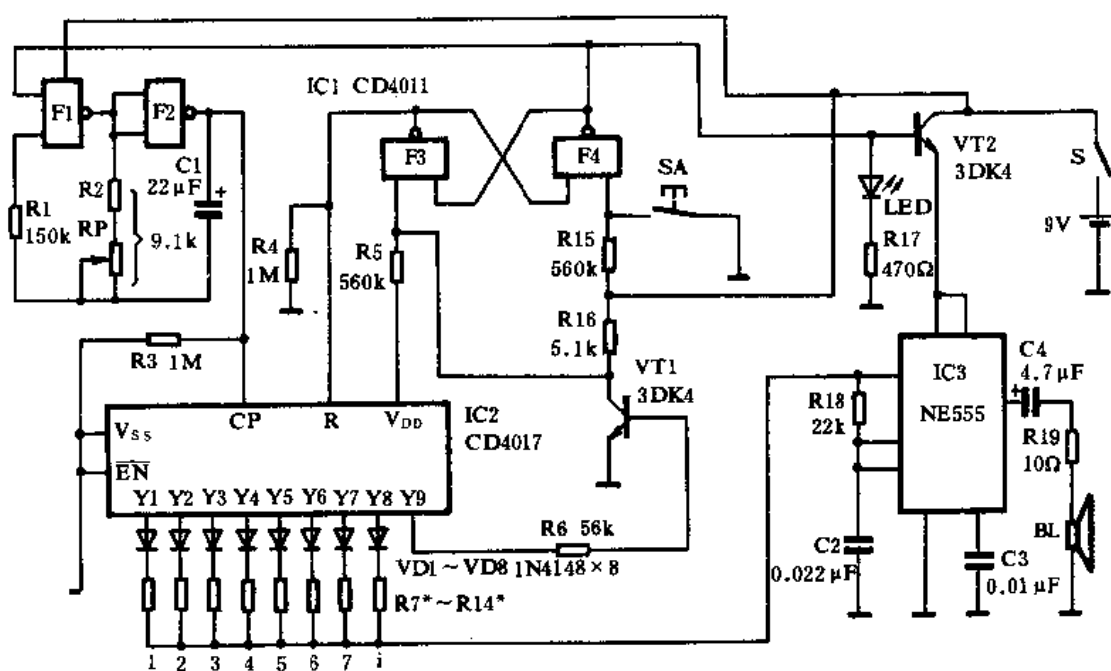 IC1 CD4011
F1
F2
F3
F4
SA
VT2
3DK4
S
9V
C1
22μF
+
R2
RP
9.1k
R1
150k
R4
1M
R5
560k
R15
560k
R16
5.1k
LED
R17
470Ω
R3 1M
VT1
3DK4
IC2
CD4017
CP R VDD
VSS
EN
Y1 Y2 Y3 Y4 Y5 Y6 Y7 Y8 Y9
R6 56k
VD1～VD8 1N4148×8
R7*～R14*
1 2 3 4 5 6 7 i
R18
22k
IC3
NE555
C4
4.7μF
+
R19
10Ω
BL
C2
0.022μF
C3
0.01μF